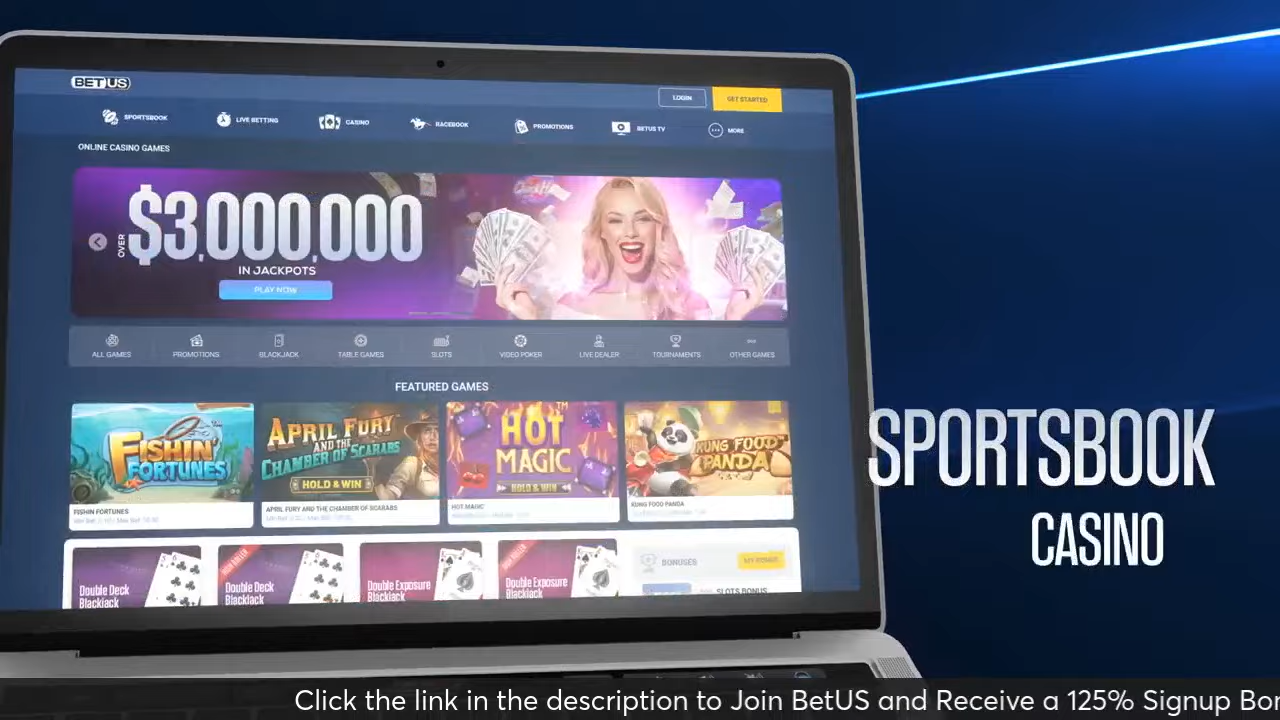 BETUS
LOGIN
GET STARTED
SPORTSBOOK
LIVE BETTING
CASINO
RACEBOOK
PROMOTIONS
BETUS TV
MORE
ONLINE CASINO GAMES
OVER
$3,000,000
IN JACKPOTS
PLAY NOW
ALL GAMES
PROMOTIONS
BLACKJACK
TABLE GAMES
SLOTS
VIDEO POKER
LIVE DEALER
TOURNAMENTS
OTHER GAMES
FEATURED GAMES
FISHIN'
FORTUNES
APRIL FURY
AND THE
CHAMBER OF SCARABS
HOLD & WIN
HOT
MAGIC
HOLD & WIN
KUNG FOOD
PANDA
FISHIN FORTUNES
APRIL FURY AND THE CHAMBER OF SCARABS
HOT MAGIC
KUNG FOOD PANDA
Double Deck
Blackjack
Double Deck
Blackjack
Double Exposure
Blackjack
Double Exposure
Blackjack
BONUSES
MY BONUS
SLOTS BONUS
SPORTSBOOK
CASINO
Click the link in the description to Join BetUS and Receive a 125% Signup Bon